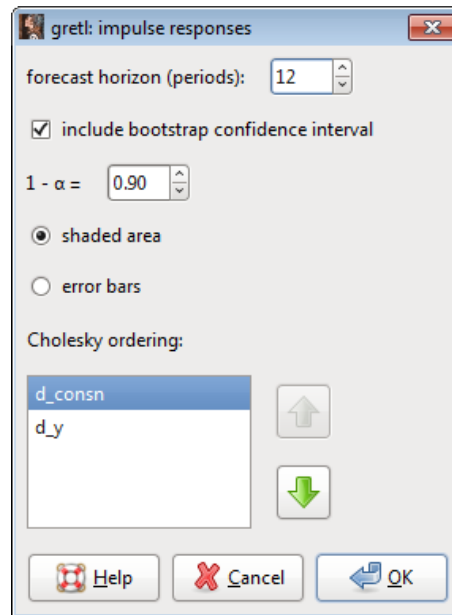 gretl: impulse responses
forecast horizon (periods): 12
include bootstrap confidence interval
1 - α = 0.90
shaded area
error bars
Cholesky ordering:
d_consn
d_y
Help Cancel OK